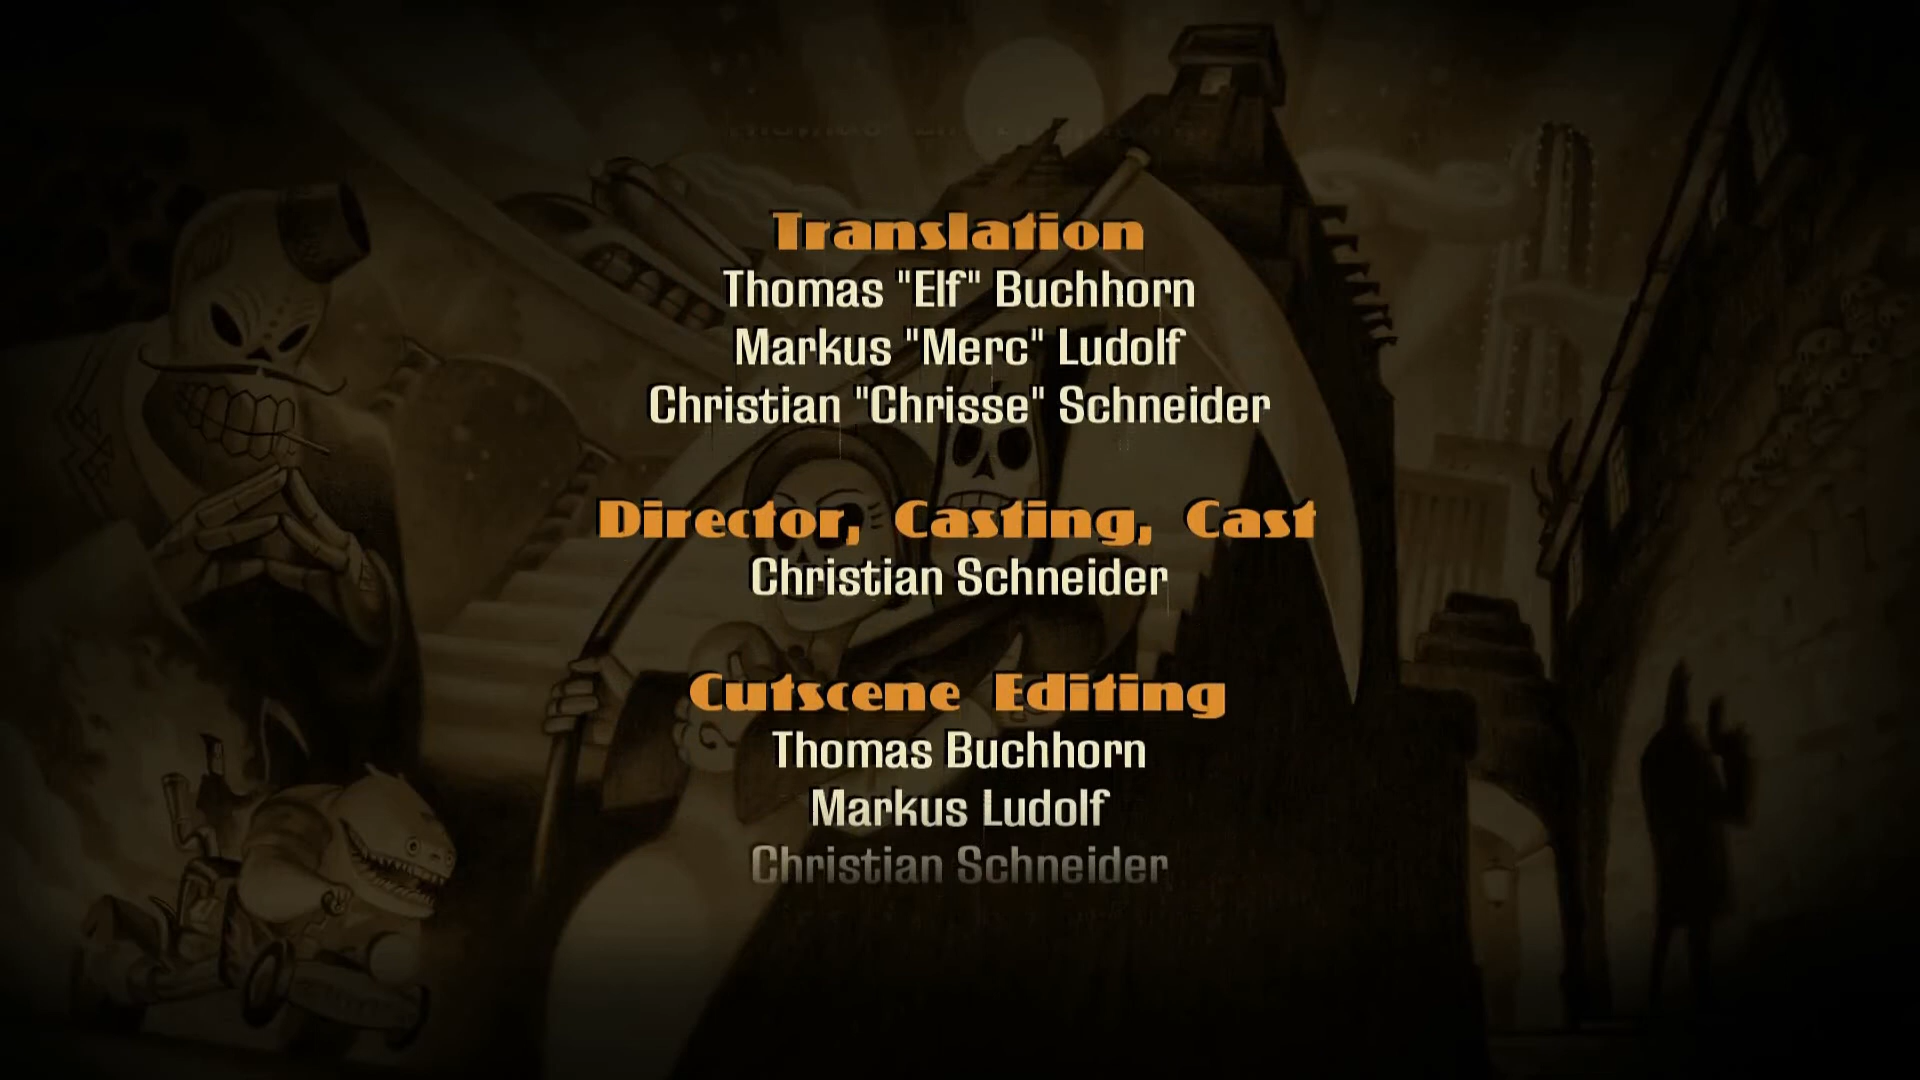 Translation
Thomas "Elf" Buchhorn
Markus "Merc" Ludolf
Christian "Chrisse" Schneider
Director, Casting, Cast
Christian Schneider
Cutscene Editing
Thomas Buchhorn
Markus Ludolf
Christian Schneider